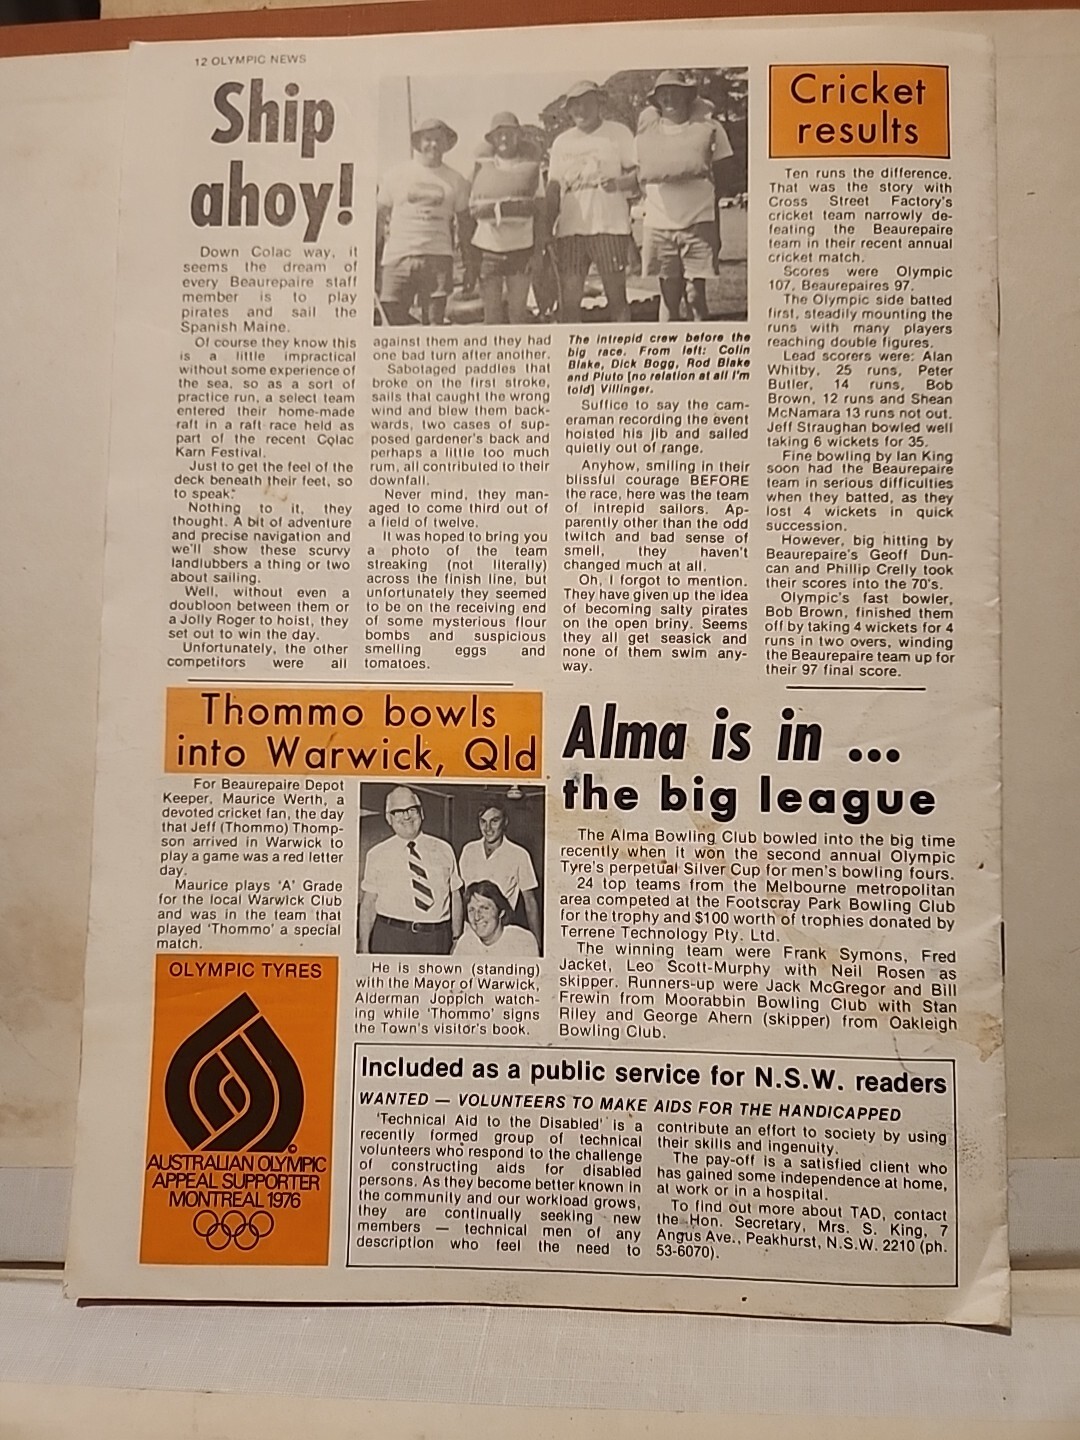 12 OLYMPIC NEWS
Ship
ahoy!
Down Colac way, it
seems the dream of
every Beaurepaire staff
member is to play
pirates and sail the
Spanish Maine.
Of course they know this
is a little impractical
without some experience of
the sea, so as a sort of
practice run, a select team
entered their home-made
raft in a raft race held as
part of the recent Colac
Karn Festival.
Just to get the feel of the
deck beneath their feet, so
to speak.
Nothing to it, they
thought. A bit of adventure
and precise navigation and
we'll show these scurvy
landlubbers a thing or two
about sailing.
Well, without even a
doubloon between them or
a Jolly Roger to hoist, they
set out to win the day.
Unfortunately, the other
competitors were all
against them and they had
one bad turn after another.
Sabotaged paddles that
broke on the first stroke,
sails that caught the wrong
wind and blew them back-
wards, two cases of sup-
posed gardener's back and
perhaps a little too much
rum, all contributed to their
downfall.
Never mind, they man-
aged to come third out of
a field of twelve.
It was hoped to bring you
a photo of the team
streaking (not literally)
across the finish line, but
unfortunately they seemed
to be on the receiving end
of some mysterious flour
bombs and suspicious
smelling eggs and
tomatoes.
The intrepid crew before the
big race. From left: Colin
Blake, Dick Bogg, Rod Blake
and Pluto [no relation at all I'm
told] Villinger.
Suffice to say the cam-
eraman recording the event
hoisted his jib and sailed
quietly out of range.
Anyhow, smiling in their
blissful courage BEFORE
the race, here was the team
of intrepid sailors. Ap-
parently other than the odd
twitch and bad sense of
smell, they haven't
changed much at all.
Oh, I forgot to mention.
They have given up the idea
of becoming salty pirates
on the open briny. Seems
they all get seasick and
none of them swim any-
way.
Cricket
results
Ten runs the difference.
That was the story with
Cross Street Factory's
cricket team narrowly de-
feating the Beaurepaire
team in their recent annual
cricket match.
Scores were Olympic
107, Beaurepaires 97.
The Olympic side batted
first, steadily mounting the
runs with many players
reaching double figures.
Lead scorers were: Alan
Whitby, 25 runs, Peter
Butler, 14 runs, Bob
Brown, 12 runs and Shean
McNamara 13 runs not out.
Jeff Straughan bowled well
taking 6 wickets for 35.
Fine bowling by Ian King
soon had the Beaurepaire
team in serious difficulties
when they batted, as they
lost 4 wickets in quick
succession.
However, big hitting by
Beaurepaire's Geoff Dun-
can and Phillip Crelly took
their scores into the 70's.
Olympic's fast bowler,
Bob Brown, finished them
off by taking 4 wickets for 4
runs in two overs, winding
the Beaurepaire team up for
their 97 final score.
Thommo bowls
into Warwick, Qld
For Beaurepaire Depot
Keeper, Maurice Werth, a
devoted cricket fan, the day
that Jeff (Thommo) Thomp-
son arrived in Warwick to
play a game was a red letter
day.
Maurice plays 'A' Grade
for the local Warwick Club
and was in the team that
played 'Thommo' a special
match.
He is shown (standing)
with the Mayor of Warwick,
Alderman Joppich watch-
ing while 'Thommo' signs
the Town's visitor's book.
Alma is in ...
the big league
The Alma Bowling Club bowled into the big time
recently when it won the second annual Olympic
Tyre's perpetual Silver Cup for men's bowling fours.
24 top teams from the Melbourne metropolitan
area competed at the Footscray Park Bowling Club
for the trophy and $100 worth of trophies donated by
Terrene Technology Pty. Ltd.
The winning team were Frank Symons, Fred
Jacket, Leo Scott-Murphy with Neil Rosen as
skipper. Runners-up were Jack McGregor and Bill
Frewin from Moorabbin Bowling Club with Stan
Riley and George Ahern (skipper) from Oakleigh
Bowling Club.
OLYMPIC TYRES
©
AUSTRALIAN OLYMPIC
APPEAL SUPPORTER
MONTREAL 1976
Included as a public service for N.S.W. readers
WANTED — VOLUNTEERS TO MAKE AIDS FOR THE HANDICAPPED
'Technical Aid to the Disabled' is a
recently formed group of technical
volunteers who respond to the challenge
of constructing aids for disabled
persons. As they become better known in
the community and our workload grows,
they are continually seeking new
members — technical men of any
description who feel the need to
contribute an effort to society by using
their skills and ingenuity.
The pay-off is a satisfied client who
has gained some independence at home,
at work or in a hospital.
To find out more about TAD, contact
the Hon. Secretary, Mrs. S. King, 7
Angus Ave., Peakhurst, N.S.W. 2210 (ph.
53-6070).